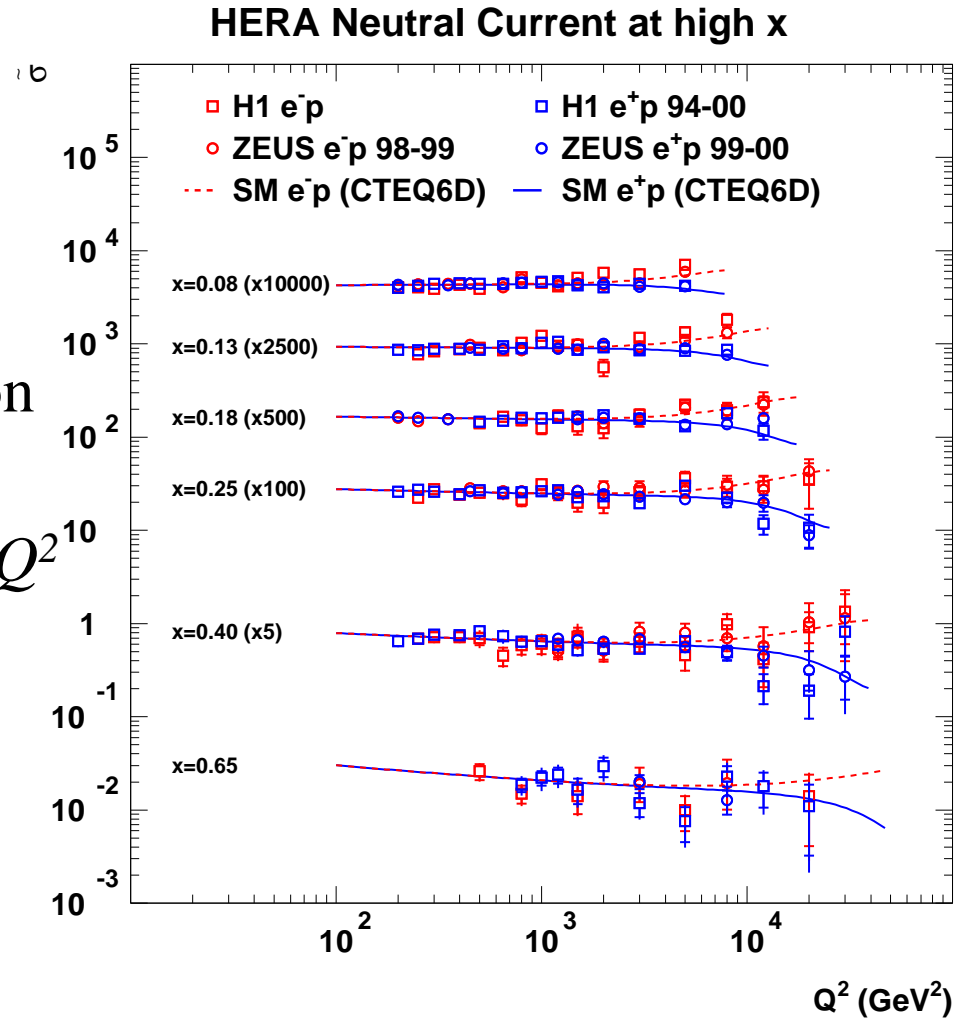 HERA Neutral Current at high x
σ̃
H1 e⁻p
H1 e⁺p 94-00
ZEUS e⁻p 98-99
ZEUS e⁺p 99-00
SM e⁻p (CTEQ6D)
SM e⁺p (CTEQ6D)
10⁵
10⁴
x=0.08 (x10000)
10³
x=0.13 (x2500)
on
10²
x=0.18 (x500)
x=0.25 (x100)
10
Q²
1
x=0.40 (x5)
10⁻¹
x=0.65
10⁻²
10⁻³
10² 10³ 10⁴
Q² (GeV²)